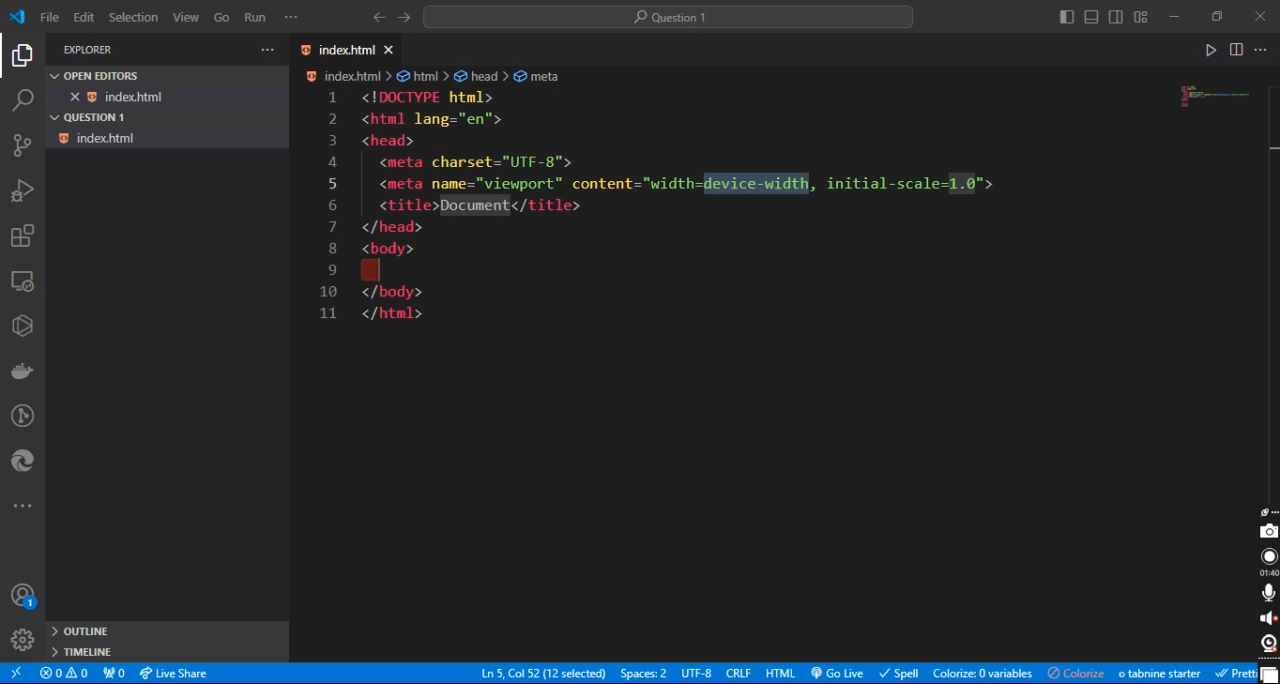 File Edit Selection View Go Run ···
Question 1
EXPLORER
index.html
OPEN EDITORS
index.html
QUESTION 1
index.html
index.html > html > head > meta
1 <!DOCTYPE html>
2 <html lang="en">
3 <head>
4 <meta charset="UTF-8">
5 <meta name="viewport" content="width=device-width, initial-scale=1.0">
6 <title>Document</title>
7 </head>
8 <body>
9
10 </body>
11 </html>
01:40
1
OUTLINE
TIMELINE
0 0 0 Live Share Ln 5, Col 52 (12 selected) Spaces: 2 UTF-8 CRLF HTML Go Live Spell Colorize: 0 variables Colorize tabnine starter Pretti